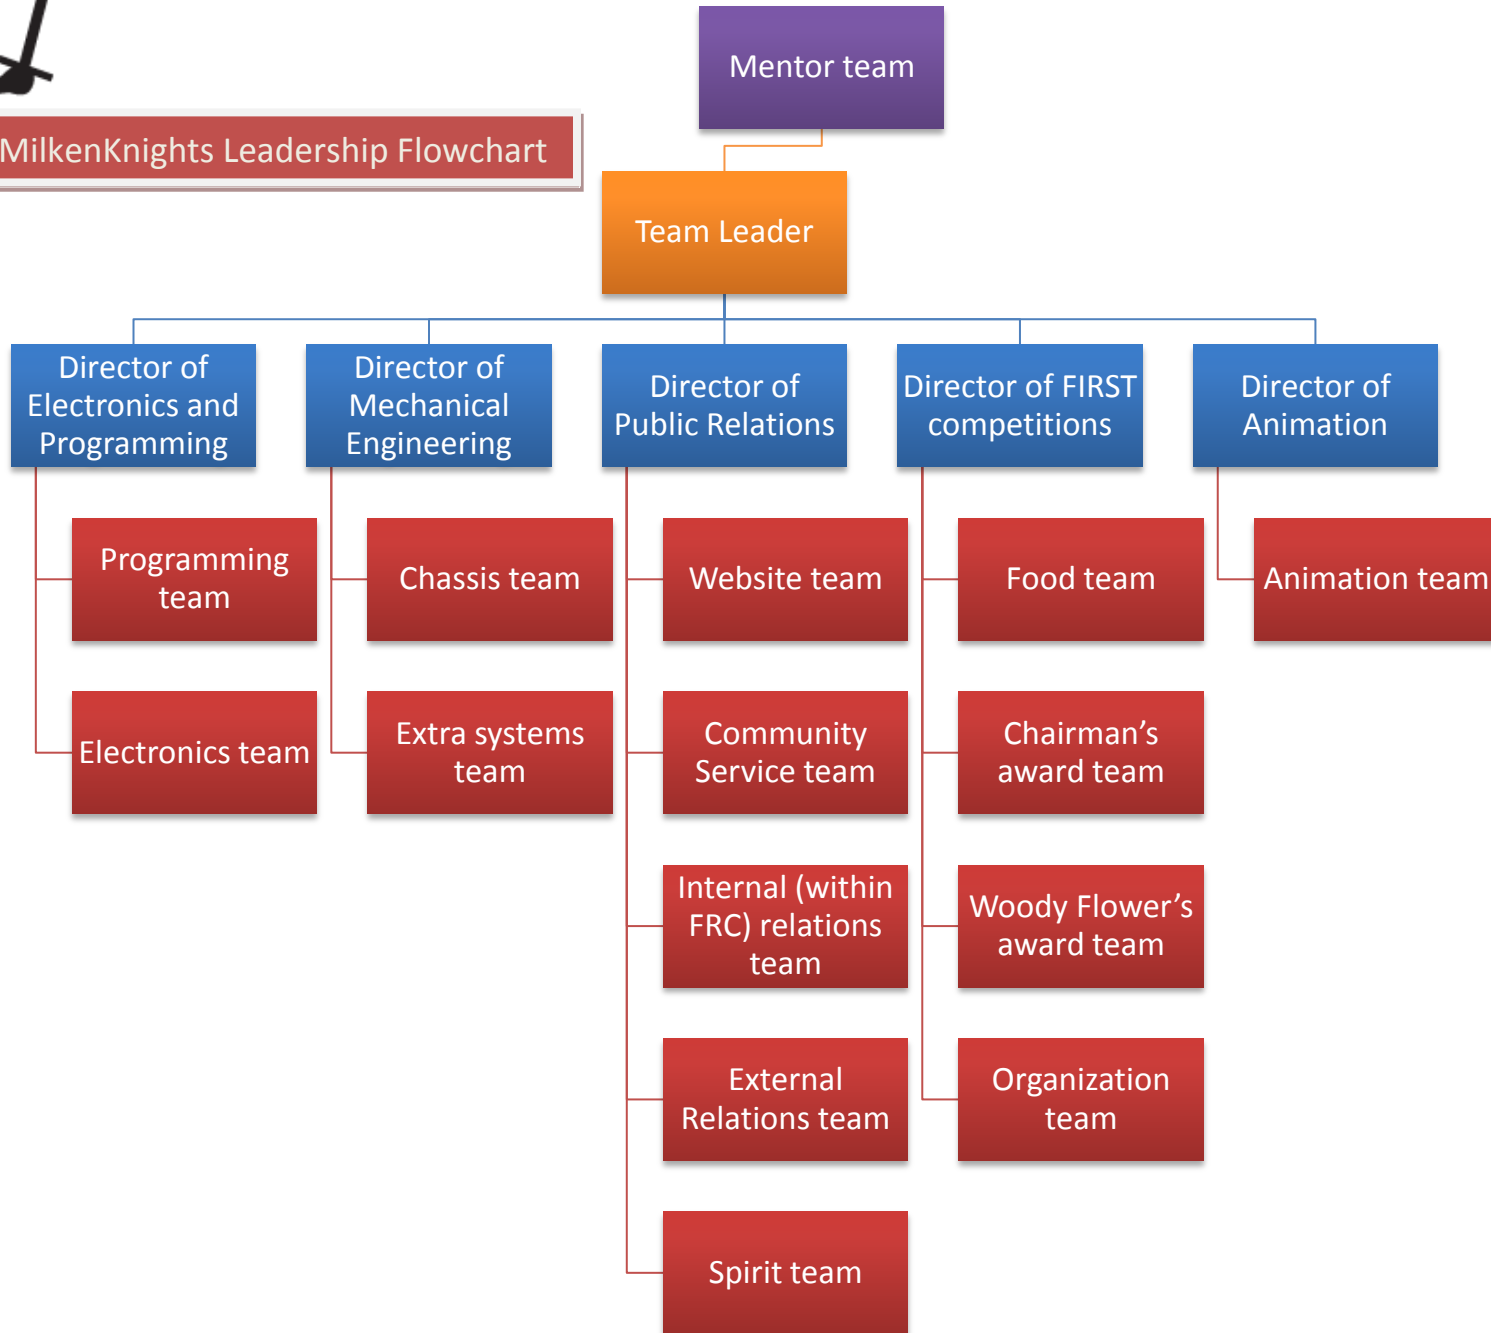 Mentor team
MilkenKnights Leadership Flowchart
Team Leader
Director of
Electronics and
Programming
Director of
Mechanical
Engineering
Director of
Public Relations
Director of FIRST
competitions
Director of
Animation
Programming
team
Chassis team
Website team
Food team
Animation team
Electronics team
Extra systems
team
Community
Service team
Chairman’s
award team
Internal (within
FRC) relations
team
Woody Flower’s
award team
External
Relations team
Organization
team
Spirit team